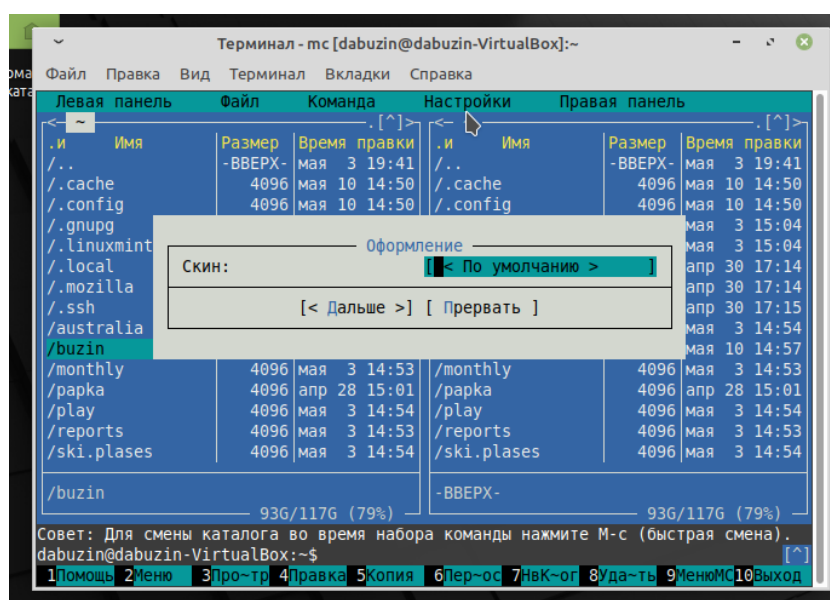 Терминал - mc [dabuzin@dabuzin-VirtualBox]:~
Файл Правка Вид Терминал Вкладки Справка
Левая панель Файл Команда Настройки Правая панель
<- ~ .[^]> <- .[^]>
.и Имя Размер Время правки .и Имя Размер Время правки
/.. -ВВЕРХ- мая 3 19:41 /.. -ВВЕРХ- мая 3 19:41
/.cache 4096 мая 10 14:50 /.cache 4096 мая 10 14:50
/.config 4096 мая 10 14:50 /.config 4096 мая 10 14:50
/.gnupg мая 3 15:04
/.linuxmint мая 3 15:04
/.local апр 30 17:14
/.mozilla апр 30 17:14
/.ssh апр 30 17:15
/australia мая 3 14:54
/buzin мая 10 14:57
Оформление
Скин: [ < По умолчанию > ]
[< Дальше >] [ Прервать ]
/monthly 4096 мая 3 14:53 /monthly 4096 мая 3 14:53
/papka 4096 апр 28 15:01 /papka 4096 апр 28 15:01
/play 4096 мая 3 14:54 /play 4096 мая 3 14:54
/reports 4096 мая 3 14:53 /reports 4096 мая 3 14:53
/ski.plases 4096 мая 3 14:54 /ski.plases 4096 мая 3 14:54
/buzin -ВВЕРХ-
93G/117G (79%) 93G/117G (79%)
Совет: Для смены каталога во время набора команды нажмите M-c (быстрая смена).
dabuzin@dabuzin-VirtualBox:~$ [^]
1Помощь 2Меню 3Про~тр 4Правка 5Копия 6Пер~ос 7НвК~ог 8Уда~ть 9МенюМС 10Выход